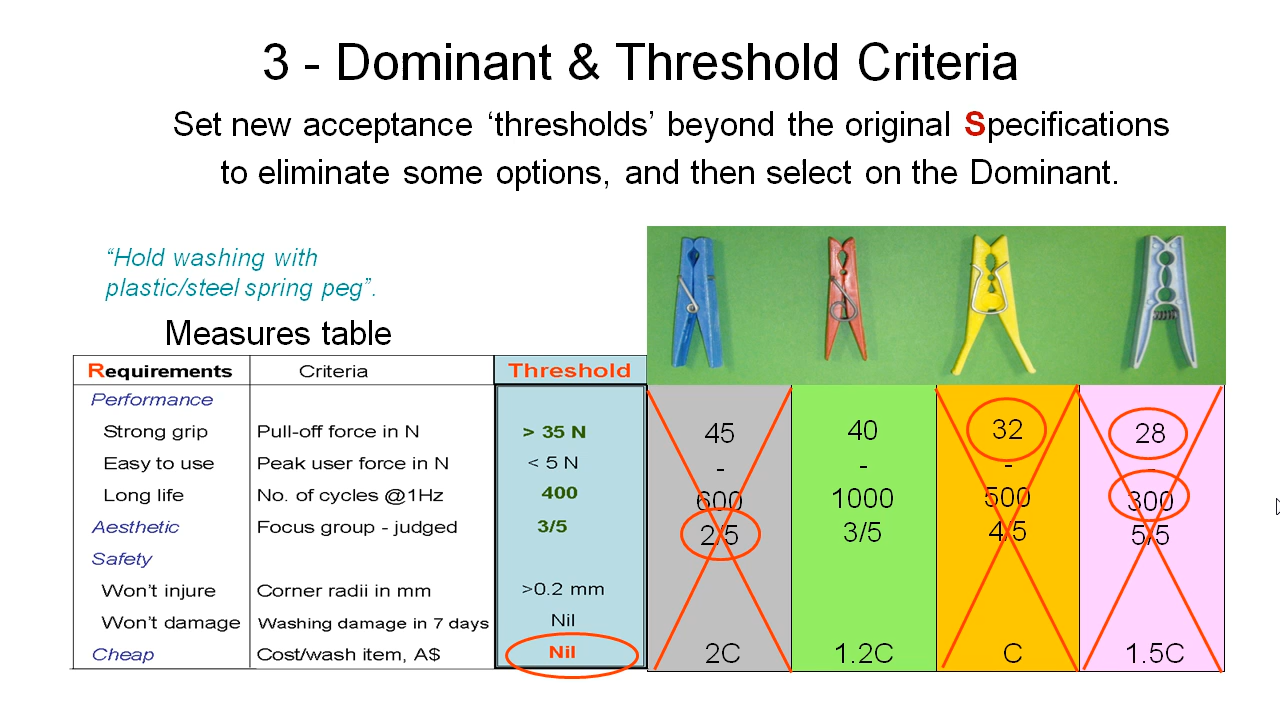 3 - Dominant & Threshold Criteria
Set new acceptance ‘thresholds’ beyond the original Specifications
to eliminate some options, and then select on the Dominant.
“Hold washing with
plastic/steel spring peg”.
Measures table
Requirements Criteria Threshold
Performance
Strong grip Pull-off force in N > 35 N 45 40 32 28
Easy to use Peak user force in N < 5 N - - - -
Long life No. of cycles @1Hz 400 600 1000 500 300
Aesthetic Focus group - judged 3/5 2/5 3/5 4/5 5/5
Safety
Won’t injure Corner radii in mm >0.2 mm
Won’t damage Washing damage in 7 days Nil
Cheap Cost/wash item, A$ Nil 2C 1.2C C 1.5C